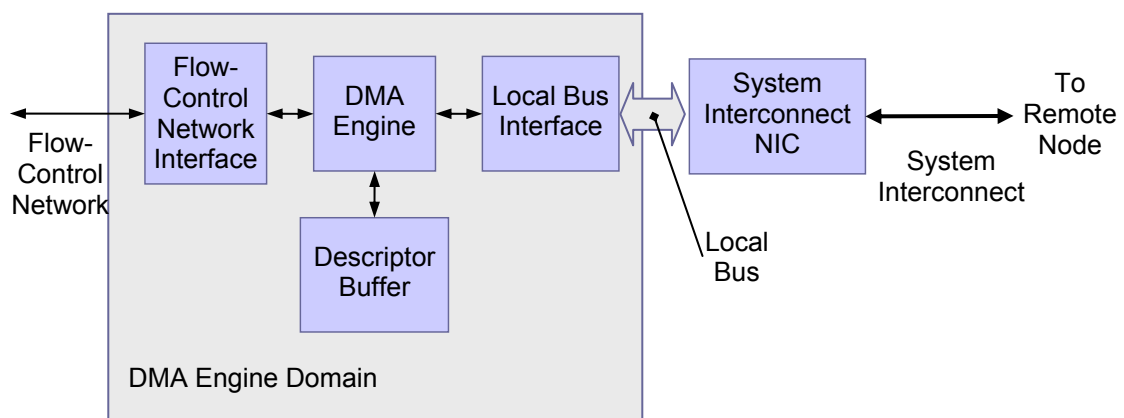 Flow-
Control
Network
Interface
DMA
Engine
Local Bus
Interface
System
Interconnect
NIC
To
Remote
Node
Flow-
Control
Network
System
Interconnect
Descriptor
Buffer
Local
Bus
DMA Engine Domain